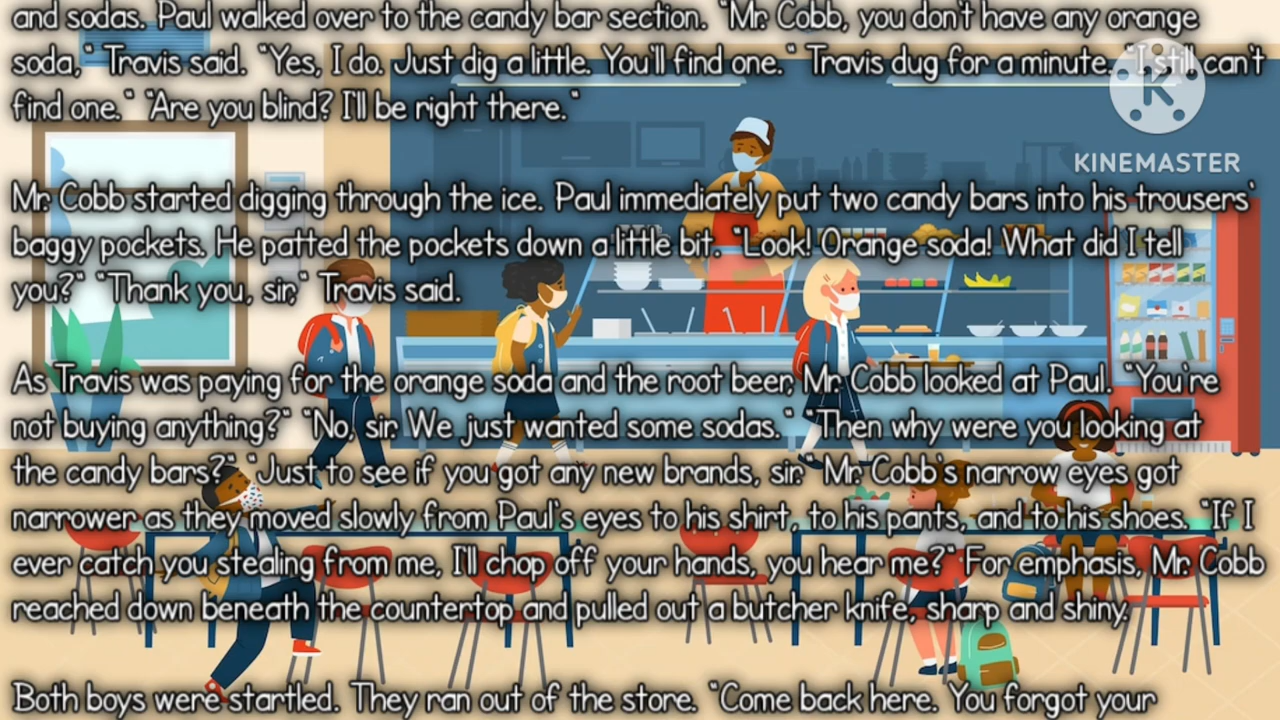 and sodas. Paul walked over to the candy bar section. "Mr. Cobb, you don't have any orange
soda," Travis said. "Yes, I do. Just dig a little. You'll find one." Travis dug for a minute. "I still can't
find one." "Are you blind? I'll be right there."
KINEMASTER
Mr. Cobb started digging through the ice. Paul immediately put two candy bars into his trousers'
baggy pockets. He patted the pockets down a little bit. "Look! Orange soda! What did I tell
you?" "Thank you, sir," Travis said.
As Travis was paying for the orange soda and the root beer, Mr. Cobb looked at Paul. "You're
not buying anything?" "No, sir. We just wanted some sodas." "Then why were you looking at
the candy bars?" "Just to see if you got any new brands, sir." Mr. Cobb's narrow eyes got
narrower as they moved slowly from Paul's eyes to his shirt, to his pants, and to his shoes. "If I
ever catch you stealing from me, I'll chop off your hands, you hear me?" For emphasis, Mr. Cobb
reached down beneath the countertop and pulled out a butcher knife, sharp and shiny.
Both boys were startled. They ran out of the store. "Come back here. You forgot your